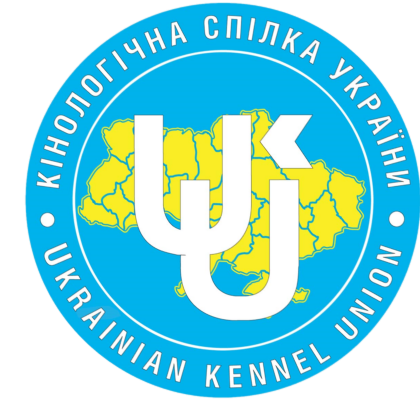 КІНОЛОГІЧНА СПІЛКА УКРАЇНИ
UKU
UKRAINIAN KENNEL UNION